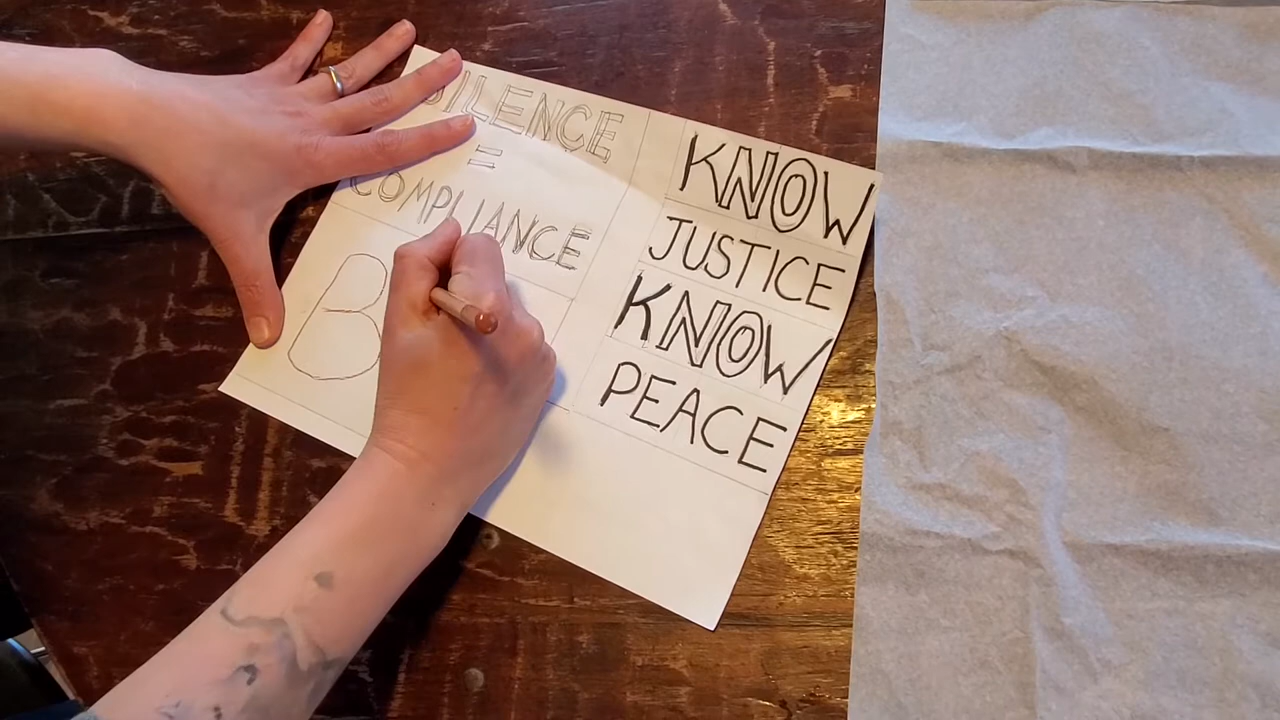 SILENCE
=
COMPLIANCE
B
KNOW
JUSTICE
KNOW
PEACE